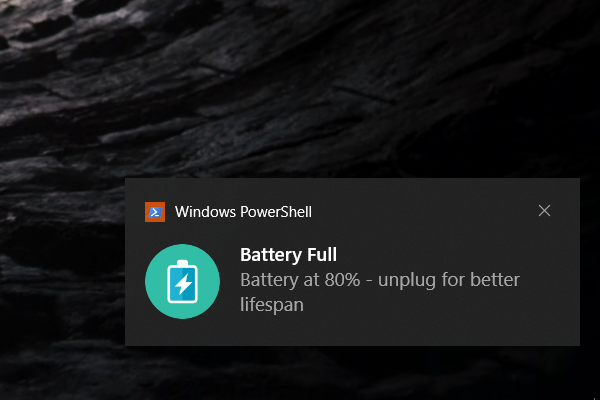 Windows PowerShell
Battery Full
Battery at 80% - unplug for better
lifespan